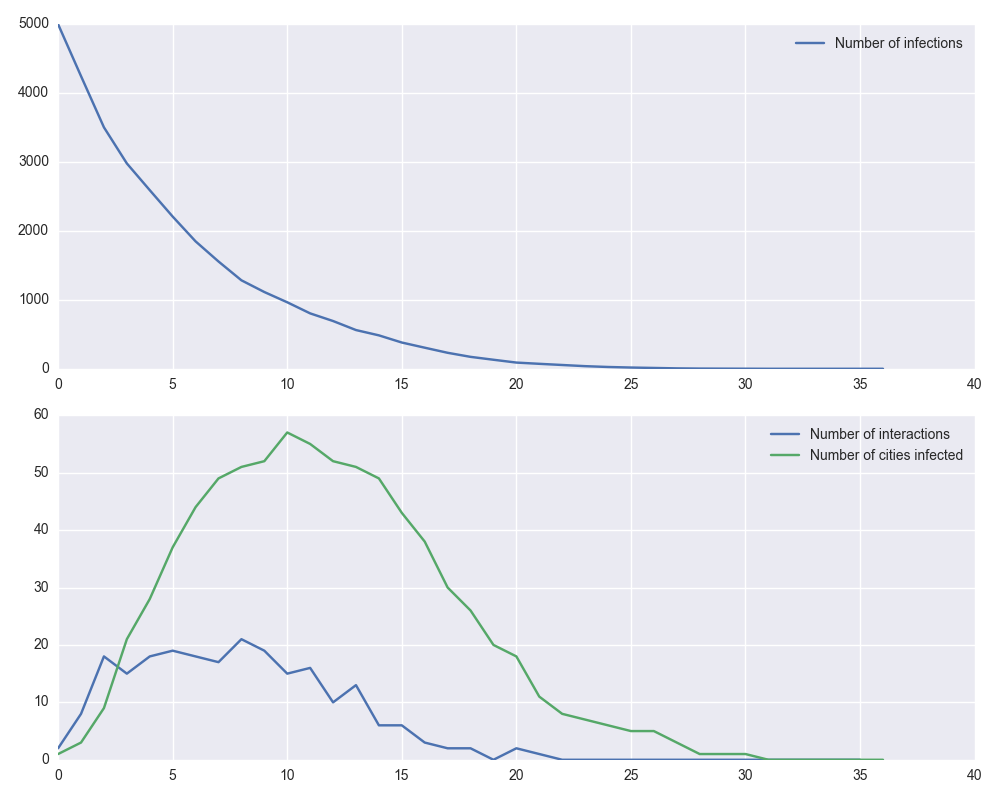 5000
Number of infections
4000
3000
2000
1000
0
0 5 10 15 20 25 30 35 40
60
Number of interactions
Number of cities infected
50
40
30
20
10
0
0 5 10 15 20 25 30 35 40